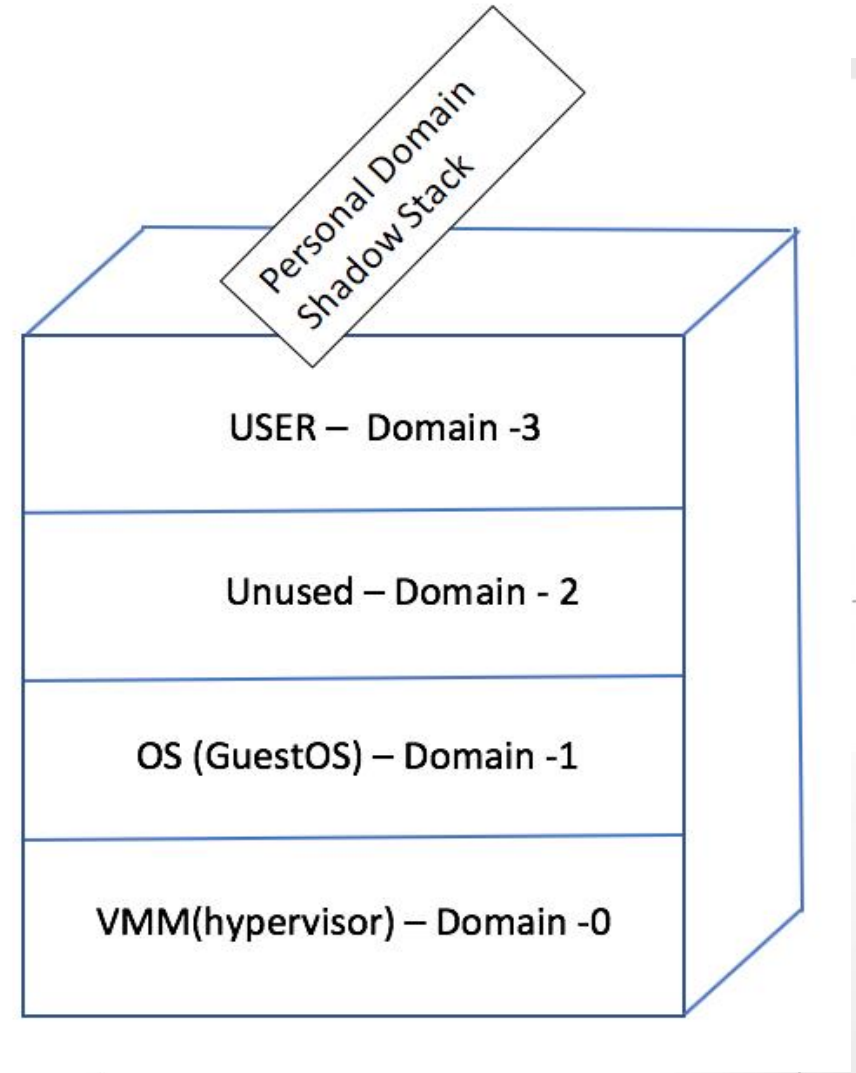 Personal Domain
Shadow Stack
USER – Domain -3
Unused – Domain - 2
OS (GuestOS) – Domain -1
VMM(hypervisor) – Domain -0